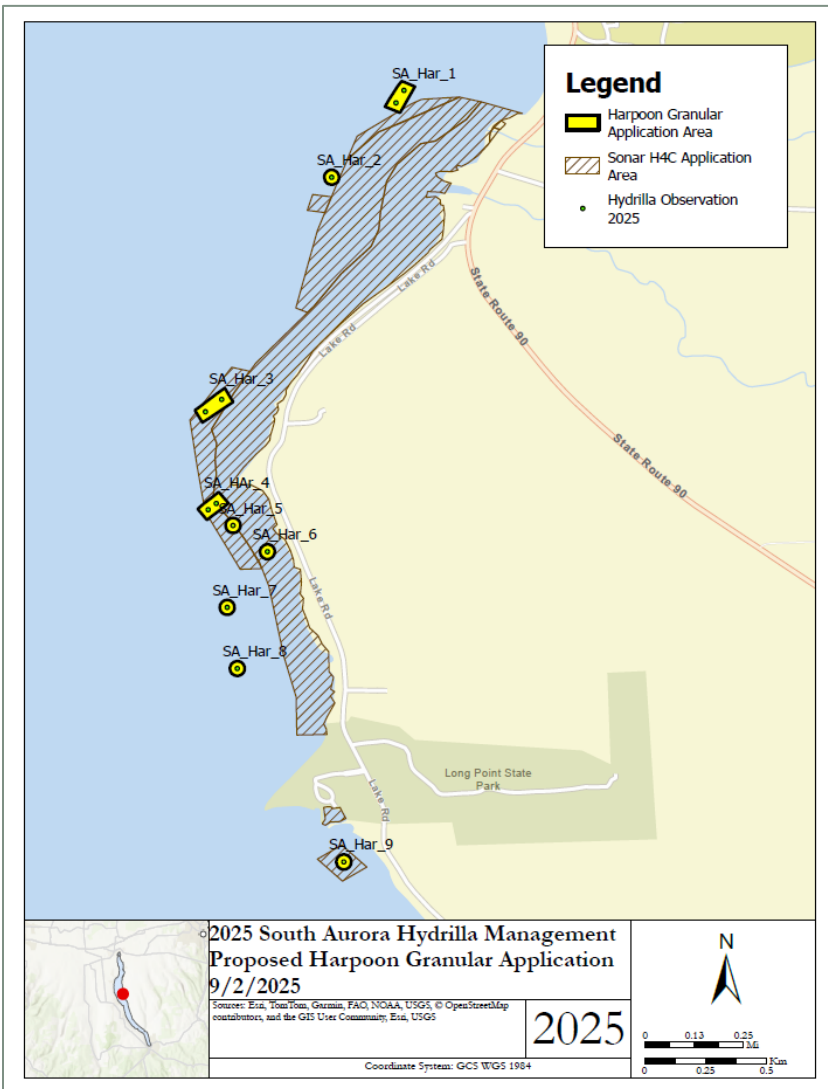 SA_Har_1
Legend
Harpoon Granular
Application Area
Sonar H4C Application
Area
Hydrilla Observation
2025
SA_Har_2
Lake Rd
Lake Rd
State Route 90
SA_Har_3
State Route 90
SA_HAr_4
SA_Har_5
SA_Har_6
Lake Rd
SA_Har_7
SA_Har_8
Long Point State
Park
Lake Rd
SA_Har_9
2025 South Aurora Hydrilla Management
Proposed Harpoon Granular Application
9/2/2025
Sources: Esri, TomTom, Garmin, FAO, NOAA, USGS, © OpenStreetMap
contributors, and the GIS User Community, Esri, USGS
2025
Coordinate System: GCS WGS 1984
N
0 0.13 0.25
Mi
Km
0 0.25 0.5